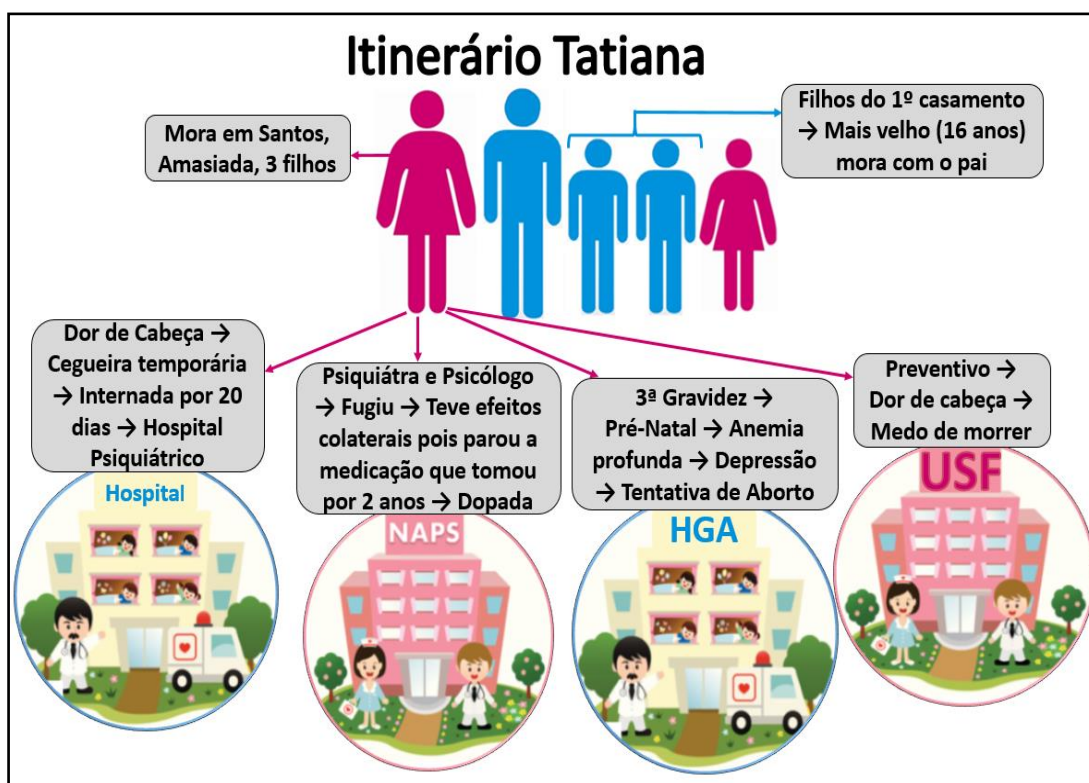 Itinerário Tatiana
Mora em Santos,
Amasiada, 3 filhos
Filhos do 1º casamento
→ Mais velho (16 anos)
mora com o pai
Dor de Cabeça →
Cegueira temporária
→ Internada por 20
dias → Hospital
Psiquiátrico
Hospital
Psiquiátra e Psicólogo
→ Fugiu → Teve efeitos
colaterais pois parou a
medicação que tomou
por 2 anos → Dopada
NAPS
3ª Gravidez →
Pré-Natal → Anemia
profunda → Depressão
→ Tentativa de Aborto
HGA
Preventivo →
Dor de cabeça →
Medo de morrer
USF